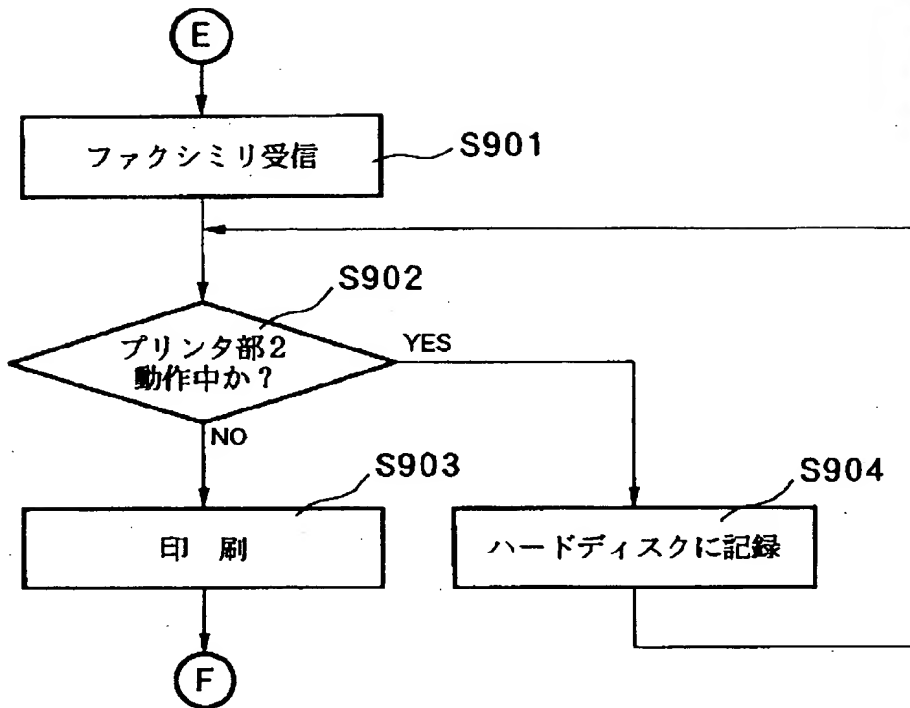 E
ファクシミリ受信
S901
S902
プリンタ部2
動作中か?
YES
NO
S903
S904
印 刷
ハードディスクに記録
F